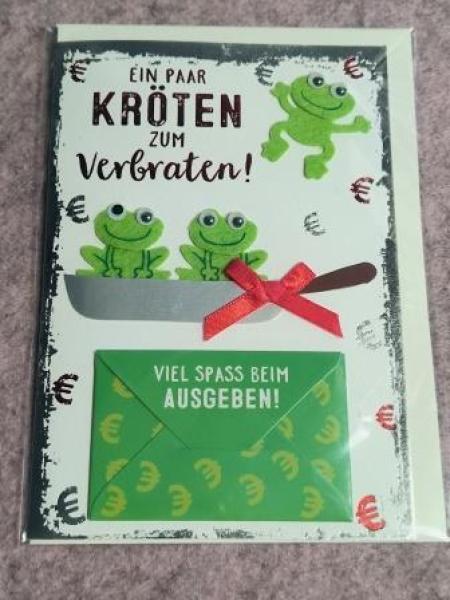 EIN PAAR
KRÖTEN
ZUM
Verbraten!
VIEL SPASS BEIM
AUSGEBEN!